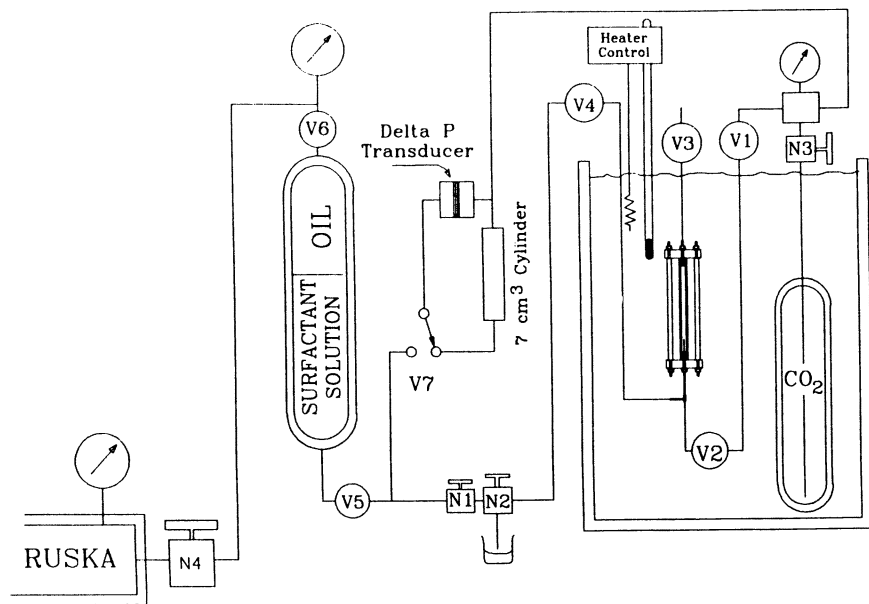 Heater
Control
V6
V4
V3
V1
N3
Delta P
Transducer
OIL
SURFACTANT
SOLUTION
7 cm³ Cylinder
V7
CO₂
V2
V5
N1
N2
RUSKA
N4